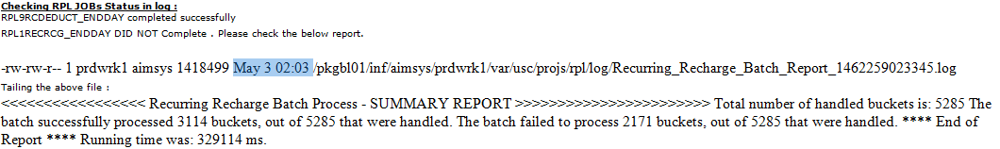 Checking RPL JOBs Status in log :
RPL9RCDEDUCT_ENDDAY completed successfully
RPL1RECRCG_ENDDAY DID NOT Complete . Please check the below report.
-rw-rw-r-- 1 prdwrk1 aimsys 1418499 May 3 02:03 /pkgbl01/inf/aimsys/prdwrk1/var/usc/projs/rpl/log/Recurring_Recharge_Batch_Report_1462259023345.log
Tailing the above file :
<<<<<<<<<<<<<<<<< Recurring Recharge Batch Process - SUMMARY REPORT >>>>>>>>>>>>>>>>>>>>>>> Total number of handled buckets is: 5285 The
batch successfully processed 3114 buckets, out of 5285 that were handled. The batch failed to process 2171 buckets, out of 5285 that were handled. **** End of
Report **** Running time was: 329114 ms.